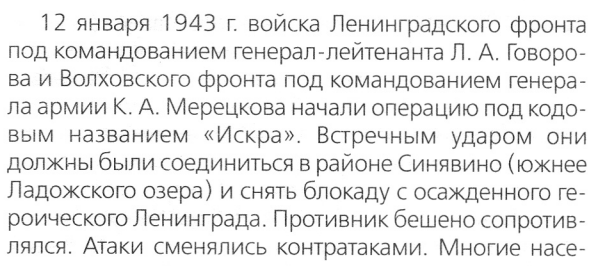 12 января 1943 г. войска Ленинградского фронта
под командованием генерал-лейтенанта Л. А. Говоро-
ва и Волховского фронта под командованием генера-
ла армии К. А. Мерецкова начали операцию под кодо-
вым названием «Искра». Встречным ударом они
должны были соединиться в районе Синявино (южнее
Ладожского озера) и снять блокаду с осажденного ге-
роического Ленинграда. Противник бешено сопротив-
лялся. Атаки сменялись контратаками. Многие насе-